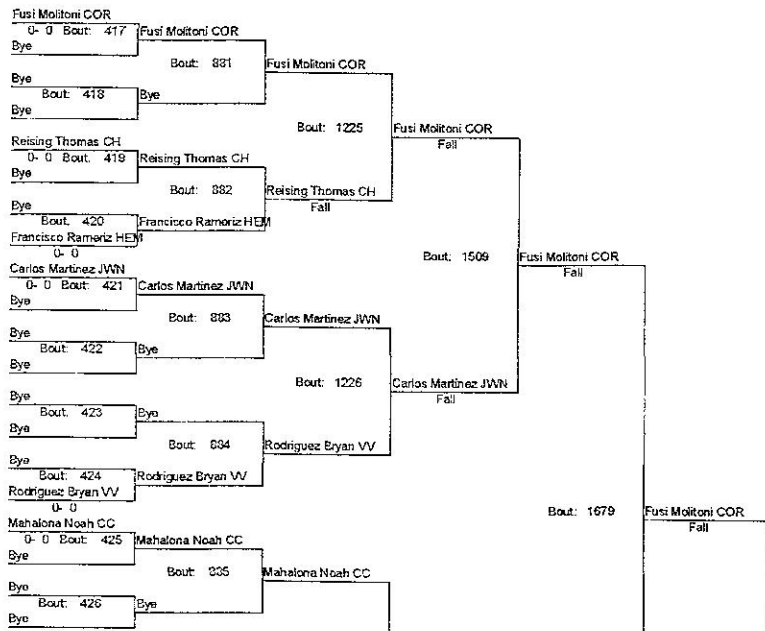 Fusi Molitoni COR
0- 0 Bout: 417 Fusi Molitoni COR
Bye
Bout: 881 Fusi Molitoni COR
Bye
Bout: 418 Bye
Bye
Bout: 1225 Fusi Molitoni COR
Fall
Reising Thomas CH
0- 0 Bout. 419 Reising Thomas CH
Bye
Bout: 882 Reising Thomas CH
Fall
Bye
Bout. 420 Francisco Rameriz HEM
Francisco Rameriz HEM
0- 0
Bout: 1509 Fusi Molitoni COR
Fall
Carlos Martinez JWN
0- 0 Bout: 421 Carlos Martinez JWN
Bye
Bout: 883 Carlos Martinez JWN
Bye
Bout: 422 Bye
Bye
Bout: 1226 Carlos Martinez JWN
Fall
Bye
Bout: 423 Bye
Bye
Bout: 884 Rodriguez Bryan VV
Bye
Bout: 424 Rodriguez Bryan VV
Rodriguez Bryan VV
0- 0
Bout: 1679 Fusi Molitoni COR
Fall
Mahalona Noah CC
0- 0 Bout: 425 Mahalona Noah CC
Bye
Bout: 885 Mahalona Noah CC
Bye
Bout: 426 Bye
Bye